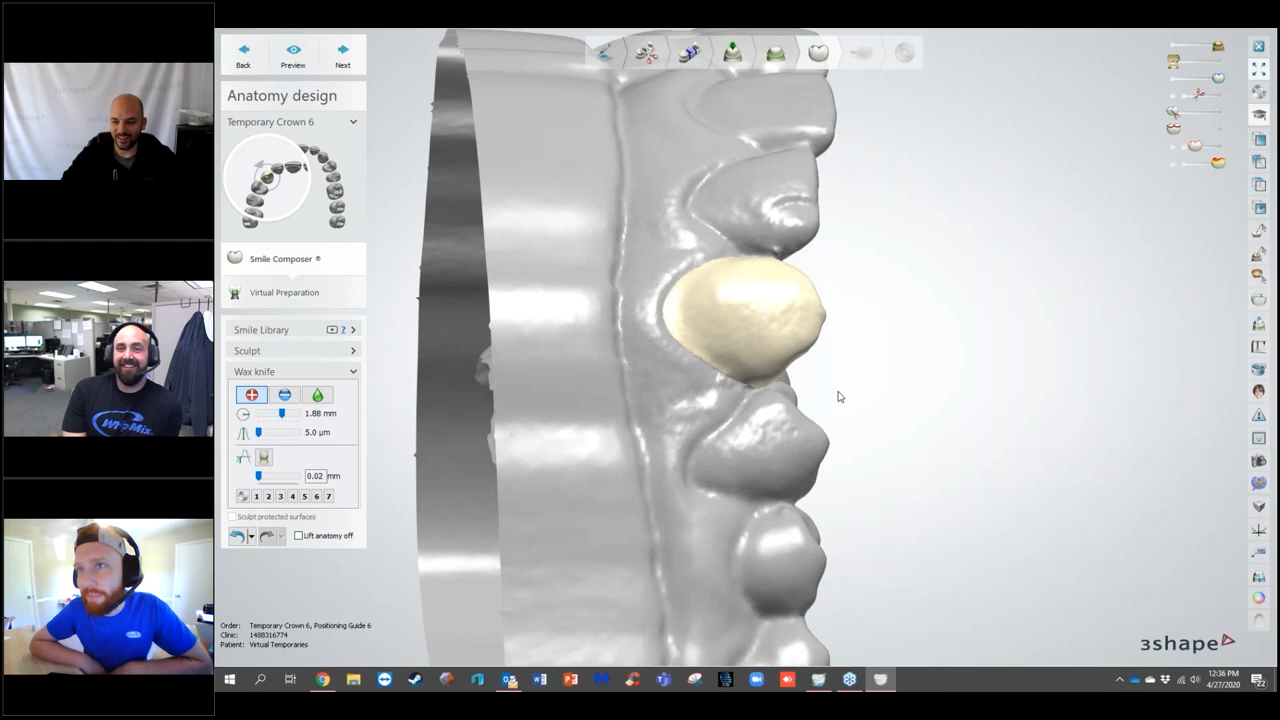 3shape
WhipMix
Back
Preview
Next
Anatomy design
Temporary Crown 6
Smile Composer ®
Virtual Preparation
Smile Library
?
Sculpt
Wax knife
1.88 mm
5.0 µm
0.02 mm
1 2 3 4 5 6 7
Sculpt protected surfaces
Lift anatomy off
Order: Temporary Crown 6, Positioning Guide 6
Clinic: 1488316774
Patient: Virtual Temporaries
3shape
12:36 PM
4/27/2020
22